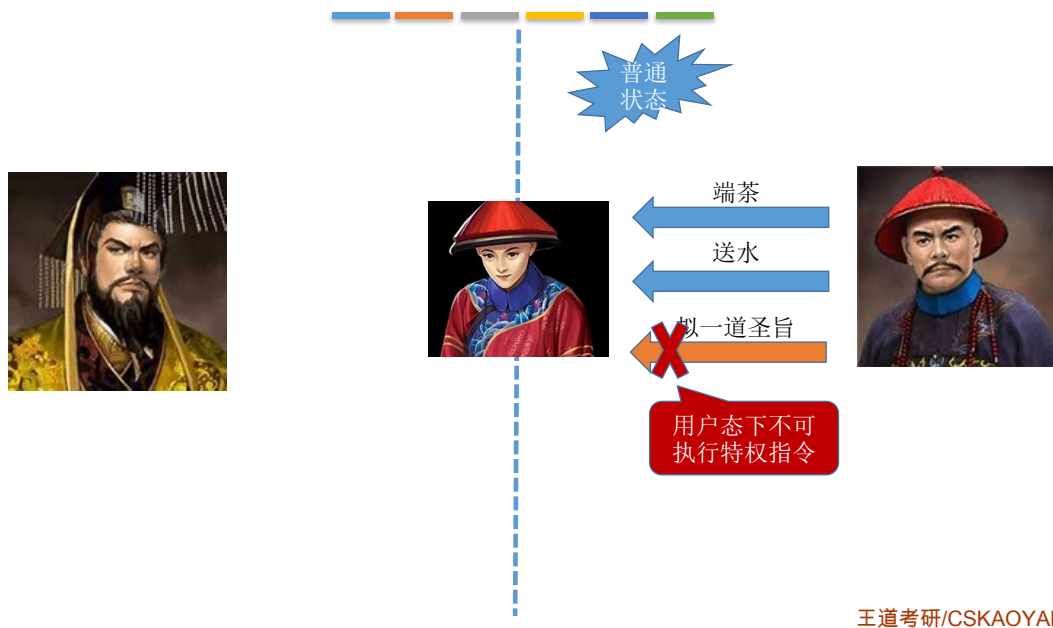 普通
状态
端茶
送水
拟一道圣旨
用户态下不可
执行特权指令
王道考研/CSKAOYAN